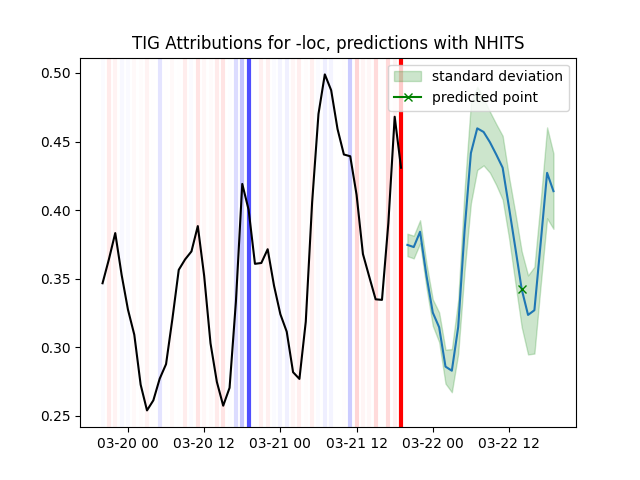 TIG Attributions for -loc, predictions with NHITS
standard deviation
predicted point
0.50
0.45
0.40
0.35
0.30
0.25
03-20 00 03-20 12 03-21 00 03-21 12 03-22 00 03-22 12